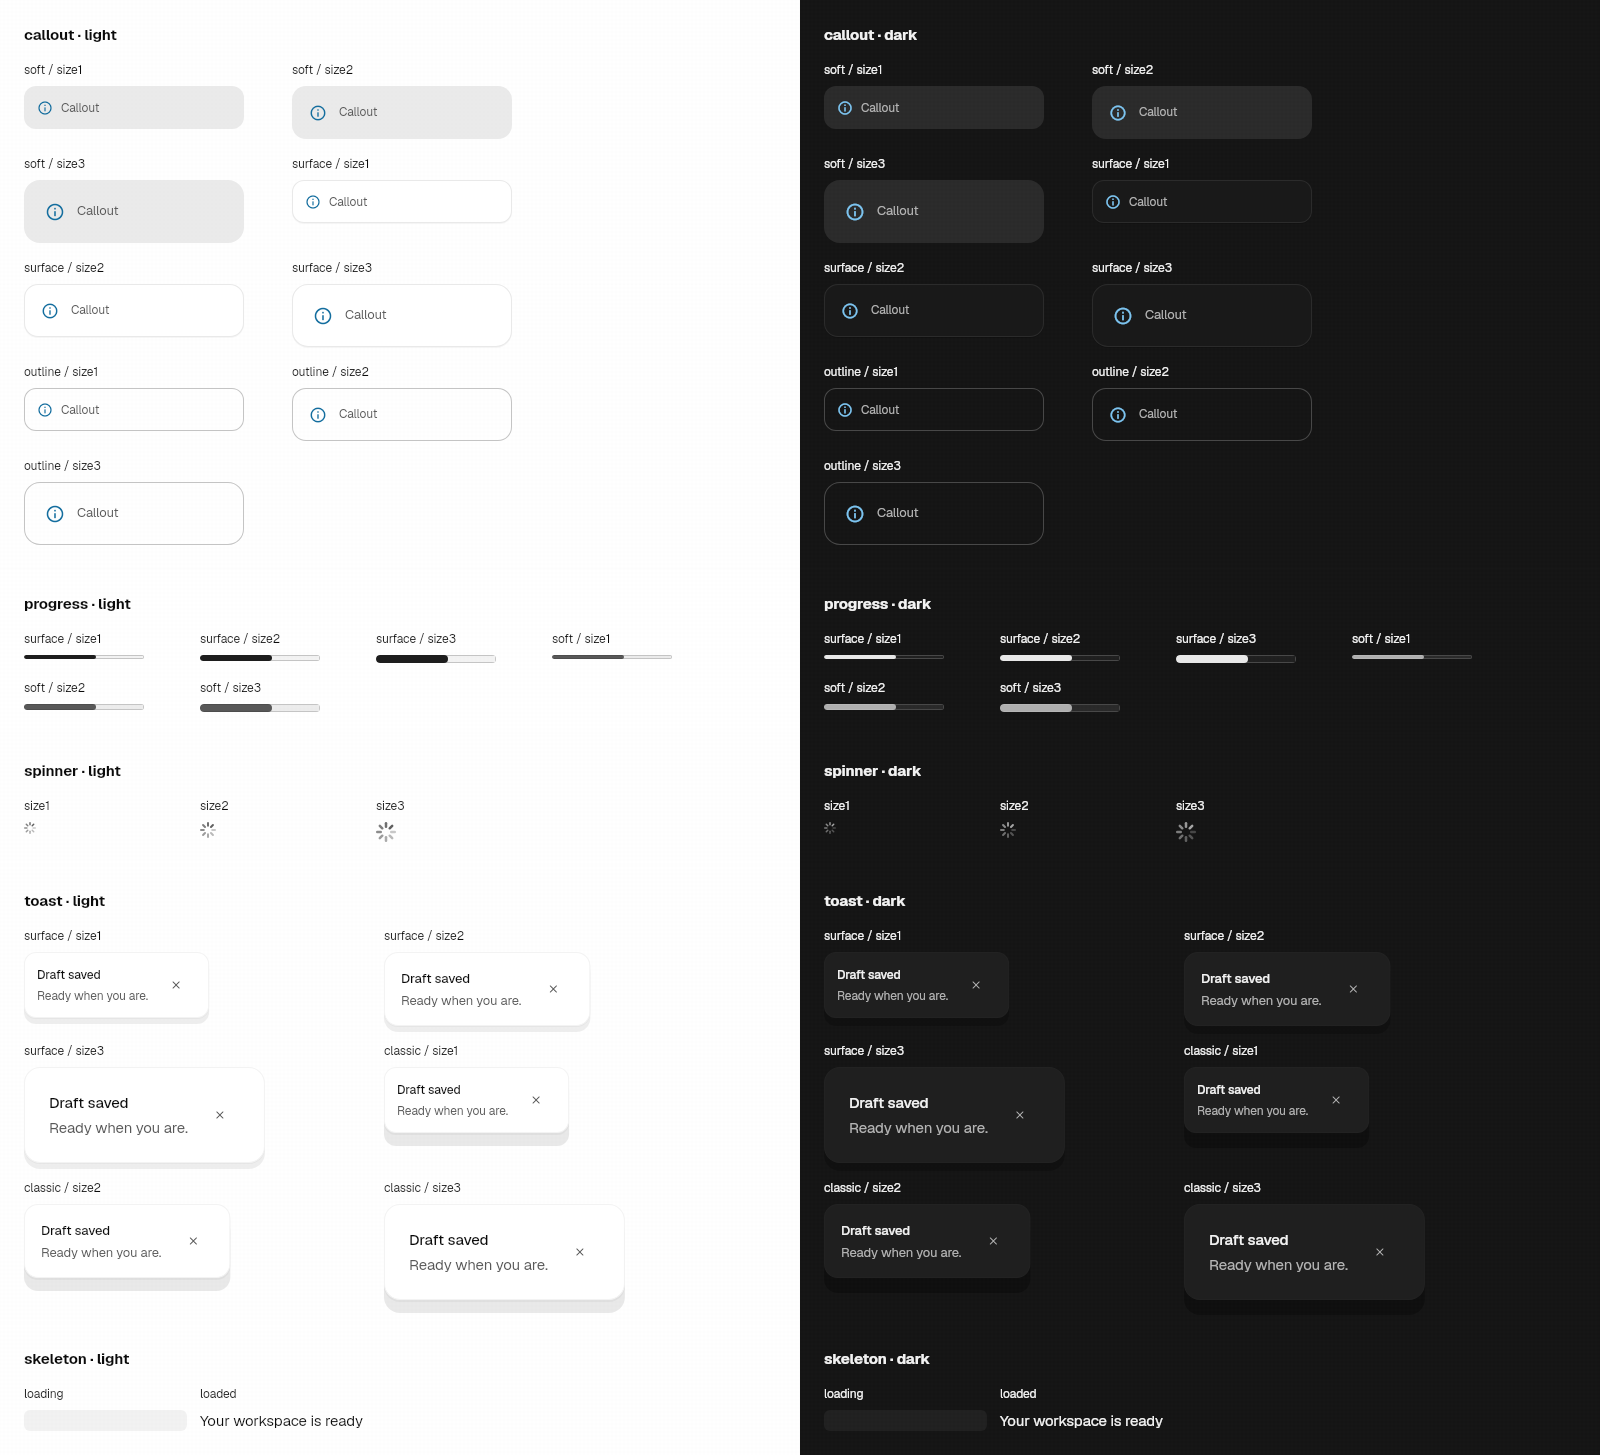 callout · light
soft / size1
soft / size2
Callout
Callout
soft / size3
surface / size1
Callout
Callout
surface / size2
surface / size3
Callout
Callout
outline / size1
outline / size2
Callout
Callout
outline / size3
Callout
progress · light
surface / size1
surface / size2
surface / size3
soft / size1
soft / size2
soft / size3
spinner · light
size1
size2
size3
toast · light
surface / size1
surface / size2
Draft saved
Ready when you are.
Draft saved
Ready when you are.
surface / size3
classic / size1
Draft saved
Ready when you are.
Draft saved
Ready when you are.
classic / size2
classic / size3
Draft saved
Ready when you are.
Draft saved
Ready when you are.
skeleton · light
loading
loaded
Your workspace is ready
callout · dark
soft / size1
soft / size2
Callout
Callout
soft / size3
surface / size1
Callout
Callout
surface / size2
surface / size3
Callout
Callout
outline / size1
outline / size2
Callout
Callout
outline / size3
Callout
progress · dark
surface / size1
surface / size2
surface / size3
soft / size1
soft / size2
soft / size3
spinner · dark
size1
size2
size3
toast · dark
surface / size1
surface / size2
Draft saved
Ready when you are.
Draft saved
Ready when you are.
surface / size3
classic / size1
Draft saved
Ready when you are.
Draft saved
Ready when you are.
classic / size2
classic / size3
Draft saved
Ready when you are.
Draft saved
Ready when you are.
skeleton · dark
loading
loaded
Your workspace is ready